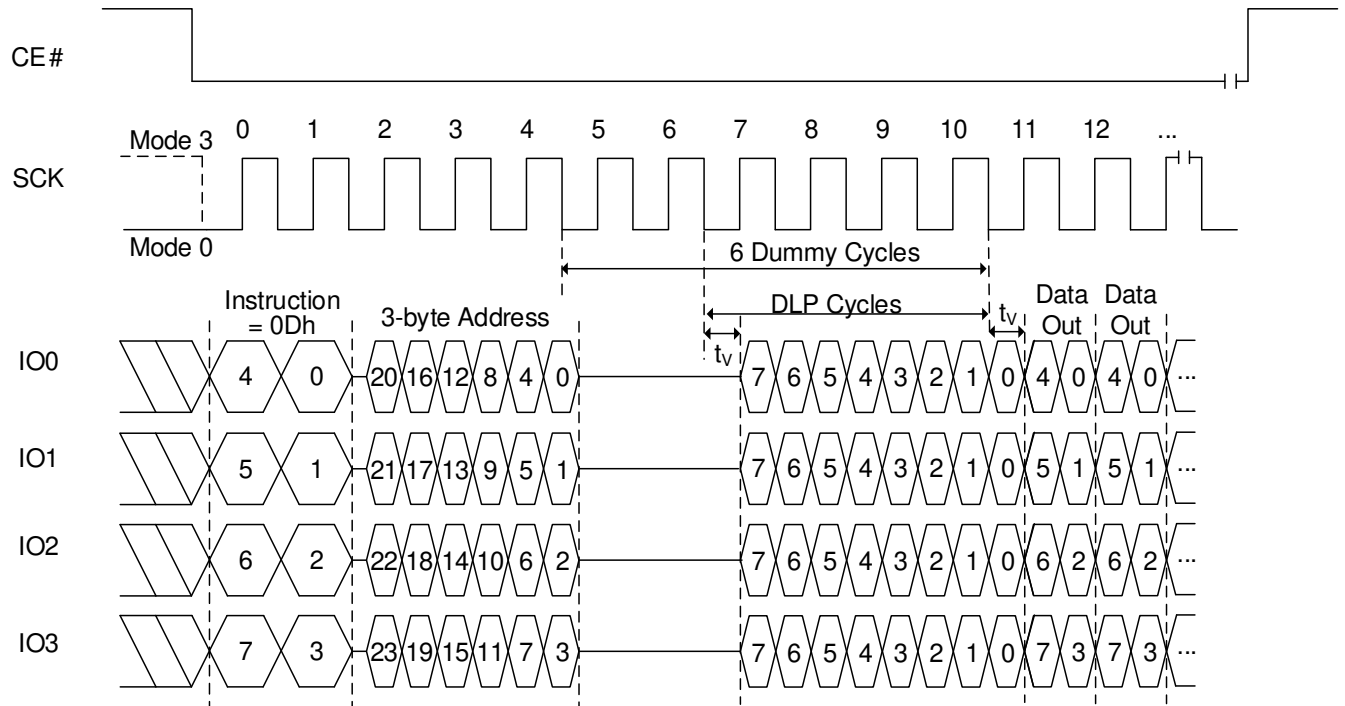 CE#
0 1 2 3 4 5 6 7 8 9 10 11 12 ...
Mode 3
SCK
Mode 0
6 Dummy Cycles
Instruction
= 0Dh
3-byte Address
DLP Cycles
tV
tV
Data
Out
Data
Out
IO0
4 0 20 16 12 8 4 0 7 6 5 4 3 2 1 0 4 0 4 0 ...
IO1
5 1 21 17 13 9 5 1 7 6 5 4 3 2 1 0 5 1 5 1 ...
IO2
6 2 22 18 14 10 6 2 7 6 5 4 3 2 1 0 6 2 6 2 ...
IO3
7 3 23 19 15 11 7 3 7 6 5 4 3 2 1 0 7 3 7 3 ...